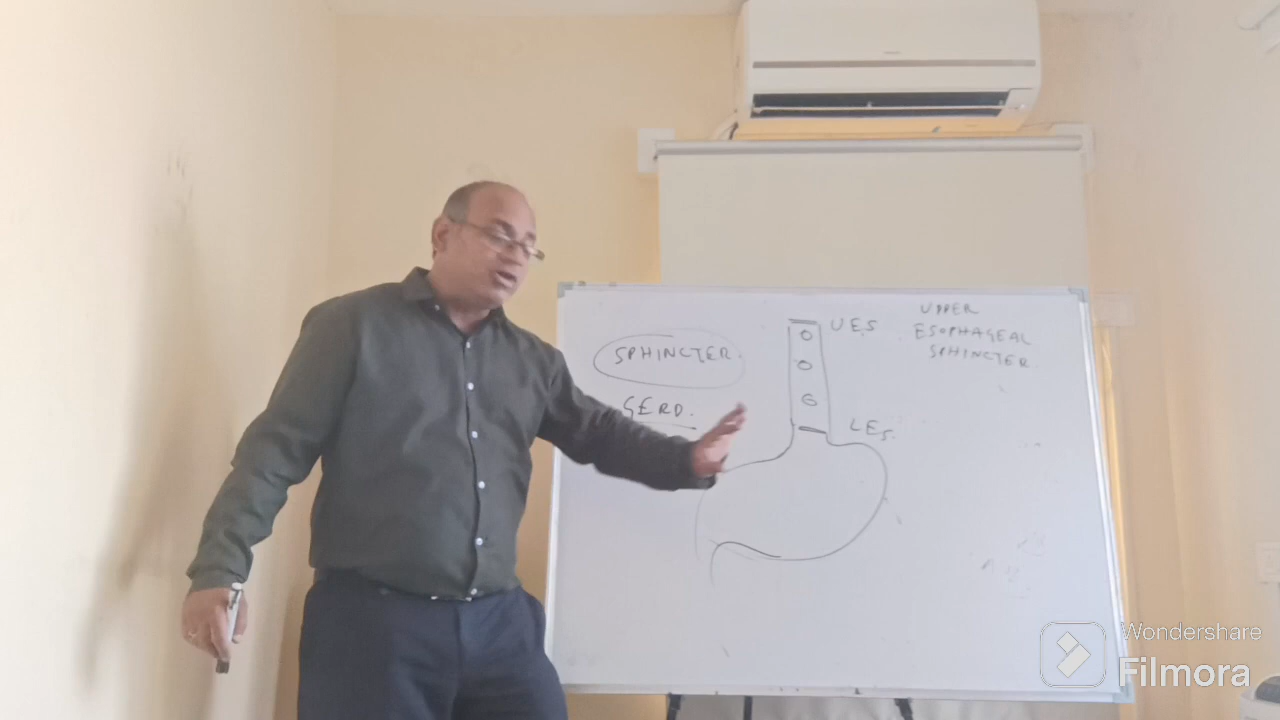 SPHINCTER.
GERD.
UES
UPPER
ESOPHAGEAL
SPHINCTER.
LES.
Wondershare
Filmora